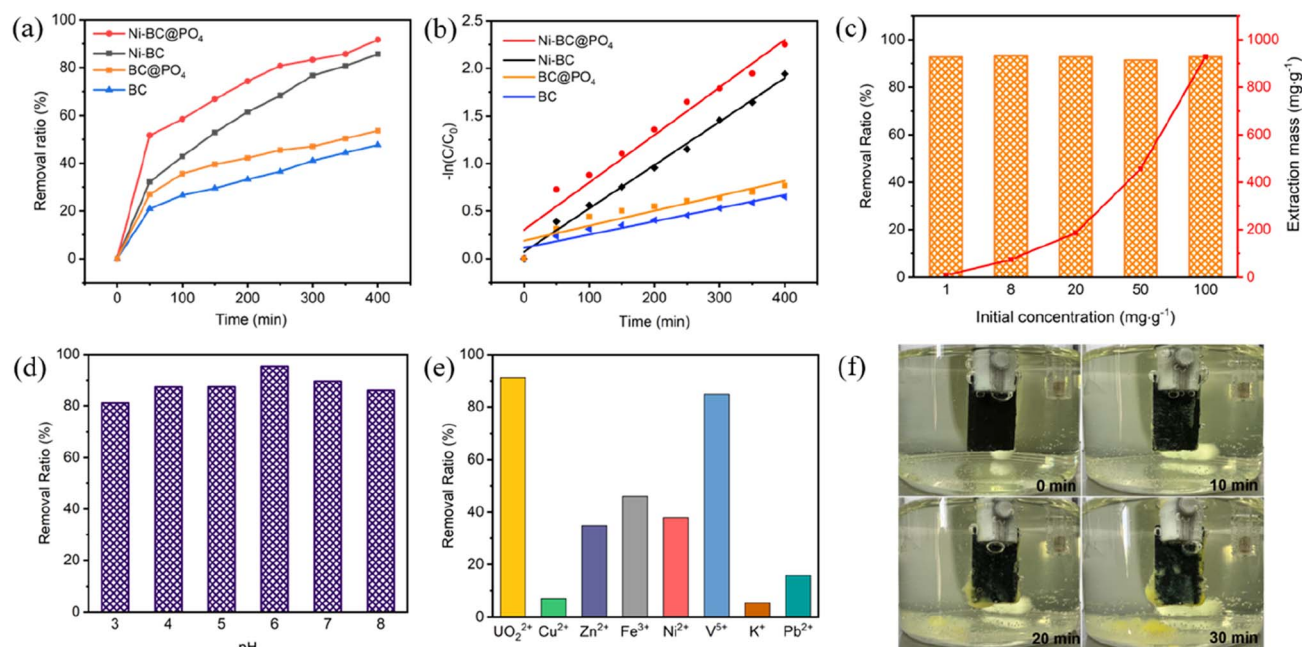 (a)
Ni-BC@PO₄
Ni-BC
BC@PO₄
BC
Removal ratio (%)
100
80
60
40
20
0
0 100 200 300 400
Time (min)
(b)
Ni-BC@PO₄
Ni-BC
BC@PO₄
BC
-ln(C/C₀)
2.5
2.0
1.5
1.0
0.5
0.0
0 100 200 300 400
Time (min)
(c)
Removal Ratio (%)
100
80
60
40
20
0
1 8 20 50 100
Initial concentration (mg·g⁻¹)
1000
900
800
700
600
500
400
300
200
100
0
Extraction mass (mg·g⁻¹)
(d)
Removal Ratio (%)
100
80
60
40
20
0
3 4 5 6 7 8
pH
(e)
Removal Ratio (%)
100
80
60
40
20
0
UO₂²⁺ Cu²⁺ Zn²⁺ Fe³⁺ Ni²⁺ V⁵⁺ K⁺ Pb²⁺
(f)
0 min
10 min
20 min
30 min